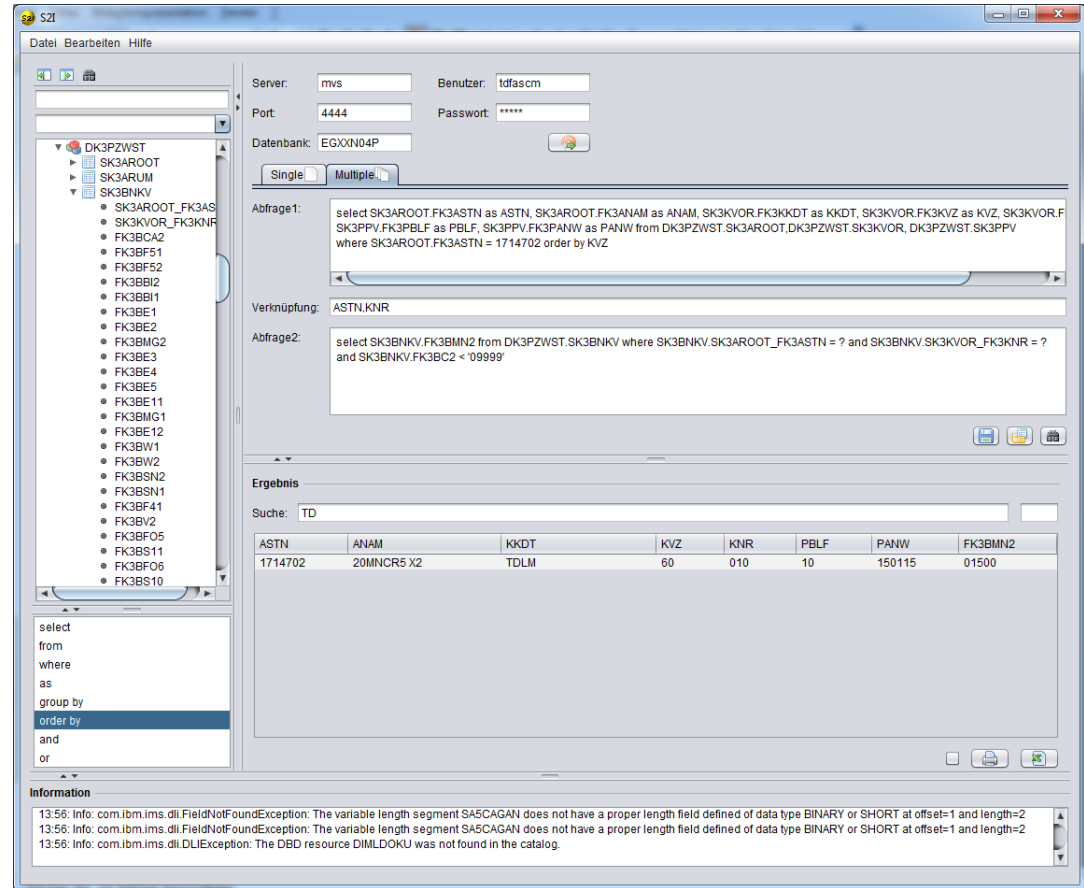 S2I
Datei Bearbeiten Hilfe
Server: mvs Benutzer: tdfascm
Port: 4444 Passwort: *****
Datenbank: EGXXN04P
DK3PZWST
SK3AROOT
SK3ARUM
SK3BNKV
SK3AROOT_FK3AS
SK3KVOR_FK3KNR
FK3BCA2
FK3BF51
FK3BF52
FK3BBI2
FK3BBI1
FK3BE1
FK3BE2
FK3BMG2
FK3BE3
FK3BE4
FK3BE5
FK3BE11
FK3BMG1
FK3BE12
FK3BW1
FK3BW2
FK3BSN2
FK3BSN1
FK3BF41
FK3BV2
FK3BFO5
FK3BS11
FK3BFO6
FK3BS10
select
from
where
as
group by
order by
and
or
Single Multiple
Abfrage1:
select SK3AROOT.FK3ASTN as ASTN, SK3AROOT.FK3ANAM as ANAM, SK3KVOR.FK3KKDT as KKDT, SK3KVOR.FK3KVZ as KVZ, SK3KVOR.F
SK3PPV.FK3PBLF as PBLF, SK3PPV.FK3PANW as PANW from DK3PZWST.SK3AROOT,DK3PZWST.SK3KVOR, DK3PZWST.SK3PPV
where SK3AROOT.FK3ASTN = 1714702 order by KVZ
Verknüpfung: ASTN,KNR
Abfrage2:
select SK3BNKV.FK3BMN2 from DK3PZWST.SK3BNKV where SK3BNKV.SK3AROOT_FK3ASTN = ? and SK3BNKV.SK3KVOR_FK3KNR = ?
and SK3BNKV.FK3BC2 < '09999'
Ergebnis
Suche: TD
ASTN ANAM KKDT KVZ KNR PBLF PANW FK3BMN2
1714702 20MNCR5 X2 TDLM 60 010 10 150115 01500
Information
13:56: Info: com.ibm.ims.dli.FieldNotFoundException: The variable length segment SA5CAGAN does not have a proper length field defined of data type BINARY or SHORT at offset=1 and length=2
13:56: Info: com.ibm.ims.dli.FieldNotFoundException: The variable length segment SA5CAGAN does not have a proper length field defined of data type BINARY or SHORT at offset=1 and length=2
13:56: Info: com.ibm.ims.dli.DLIException: The DBD resource DIMLDOKU was not found in the catalog.